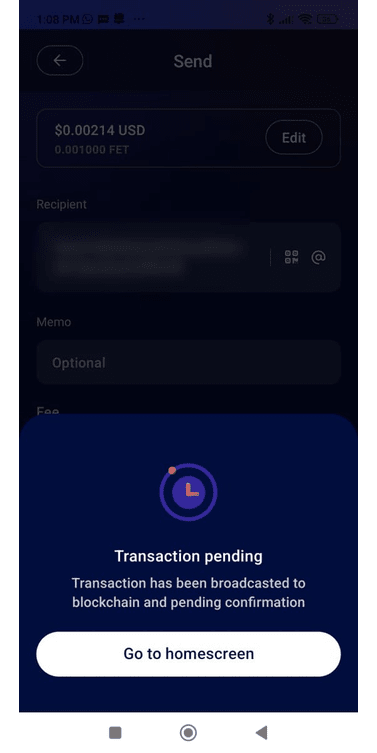 1:08 PM
Send
$0.00214 USD
Edit
0.001000 FET
Recipient
Memo
Optional
Fee
Transaction pending
Transaction has been broadcasted to
blockchain and pending confirmation
Go to homescreen